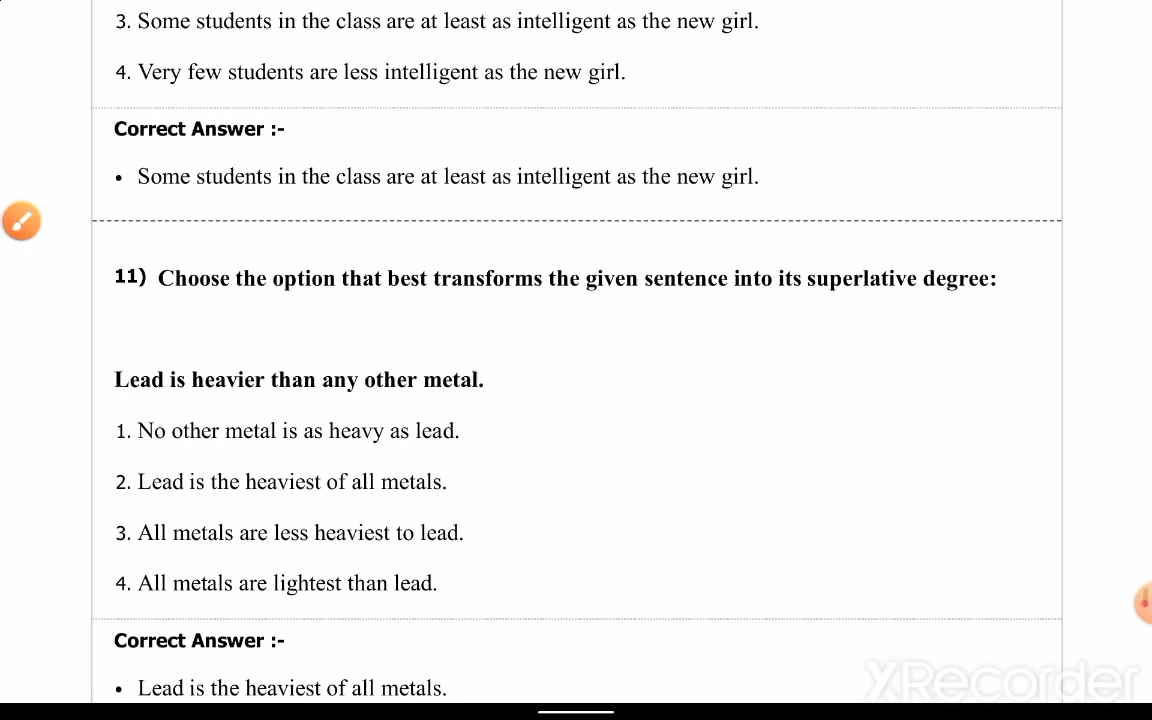 3. Some students in the class are at least as intelligent as the new girl.
4. Very few students are less intelligent as the new girl.
Correct Answer :-
• Some students in the class are at least as intelligent as the new girl.
11) Choose the option that best transforms the given sentence into its superlative degree:
Lead is heavier than any other metal.
1. No other metal is as heavy as lead.
2. Lead is the heaviest of all metals.
3. All metals are less heaviest to lead.
4. All metals are lightest than lead.
Correct Answer :-
• Lead is the heaviest of all metals.
XRecorder